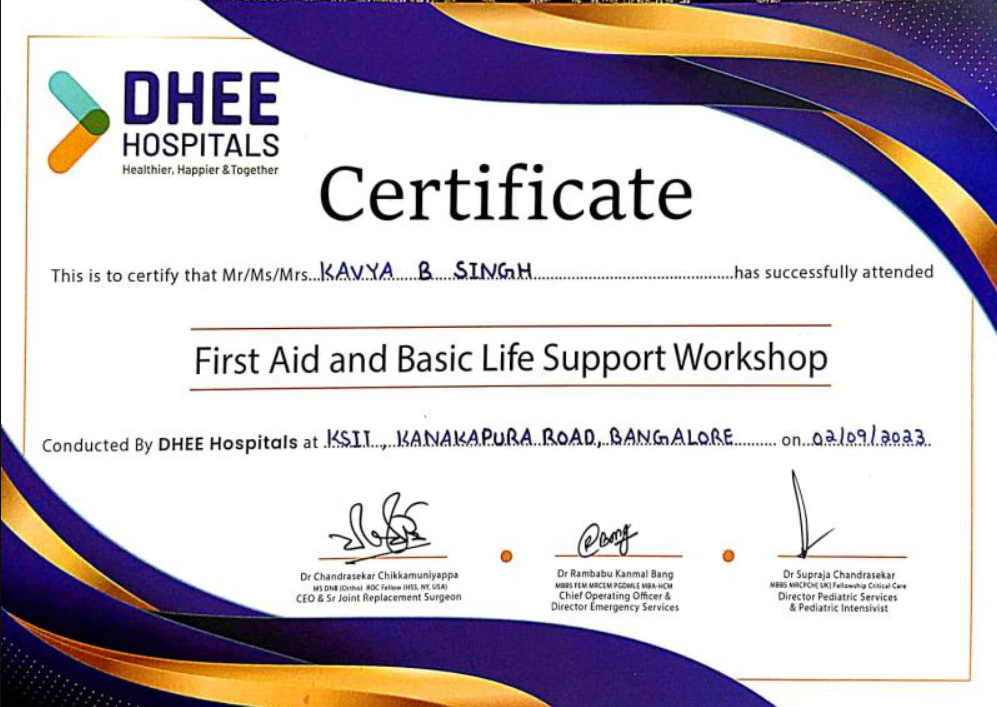 DHEE
HOSPITALS
Healthier, Happier & Together
Certificate
This is to certify that Mr/Ms/Mrs...KAVYA B SINGH...has successfully attended
First Aid and Basic Life Support Workshop
Conducted By DHEE Hospitals at KSIT, KANAKAPURA ROAD, BANGALORE on 02/09/2023
Dr Chandrasekar Chikkamuniyappa
MS DNB (Ortho) ROC Fellow (HSS, NY, USA)
CEO & Sr Joint Replacement Surgeon
Dr Rambabu Kanmal Bang
MBBS FEM MRCEM PGDMLE MBA-HCM
Chief Operating Officer &
Director Emergency Services
Dr Supraja Chandrasekar
MBBS MRCPCH( UK) Fellowship Critical Care
Director Pediatric Services
& Pediatric Intensivist